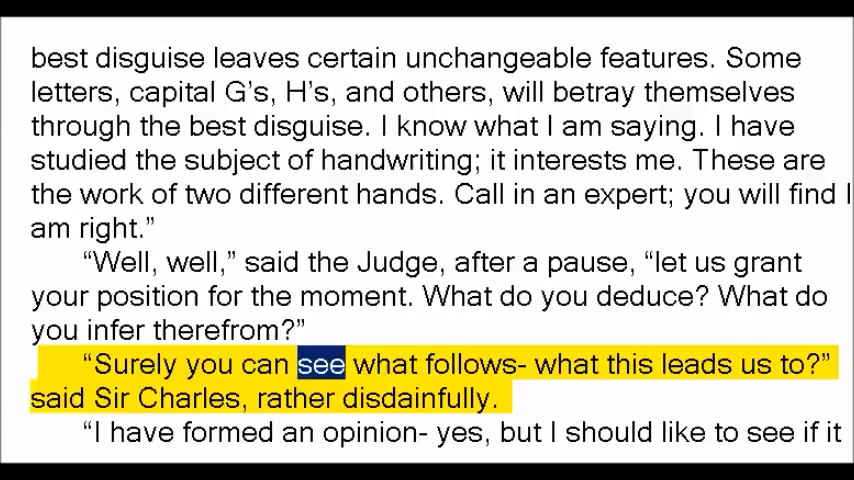 best disguise leaves certain unchangeable features. Some
letters, capital G’s, H’s, and others, will betray themselves
through the best disguise. I know what I am saying. I have
studied the subject of handwriting; it interests me. These are
the work of two different hands. Call in an expert; you will find I
am right.”
“Well, well,” said the Judge, after a pause, “let us grant
your position for the moment. What do you deduce? What do
you infer therefrom?”
“Surely you can see what follows- what this leads us to?”
said Sir Charles, rather disdainfully.
“I have formed an opinion- yes, but I should like to see if it